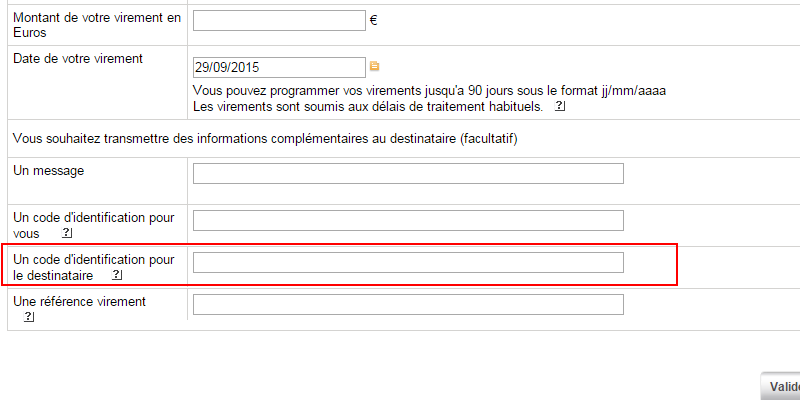 Montant de votre virement en
Euros
€
Date de votre virement
29/09/2015
Vous pouvez programmer vos virements jusqu'a 90 jours sous le format jj/mm/aaaa
Les virements sont soumis aux délais de traitement habituels. ?
Vous souhaitez transmettre des informations complémentaires au destinataire (facultatif)
Un message
Un code d'identification pour
vous ?
Un code d'identification pour
le destinataire ?
Une référence virement
?
Valide